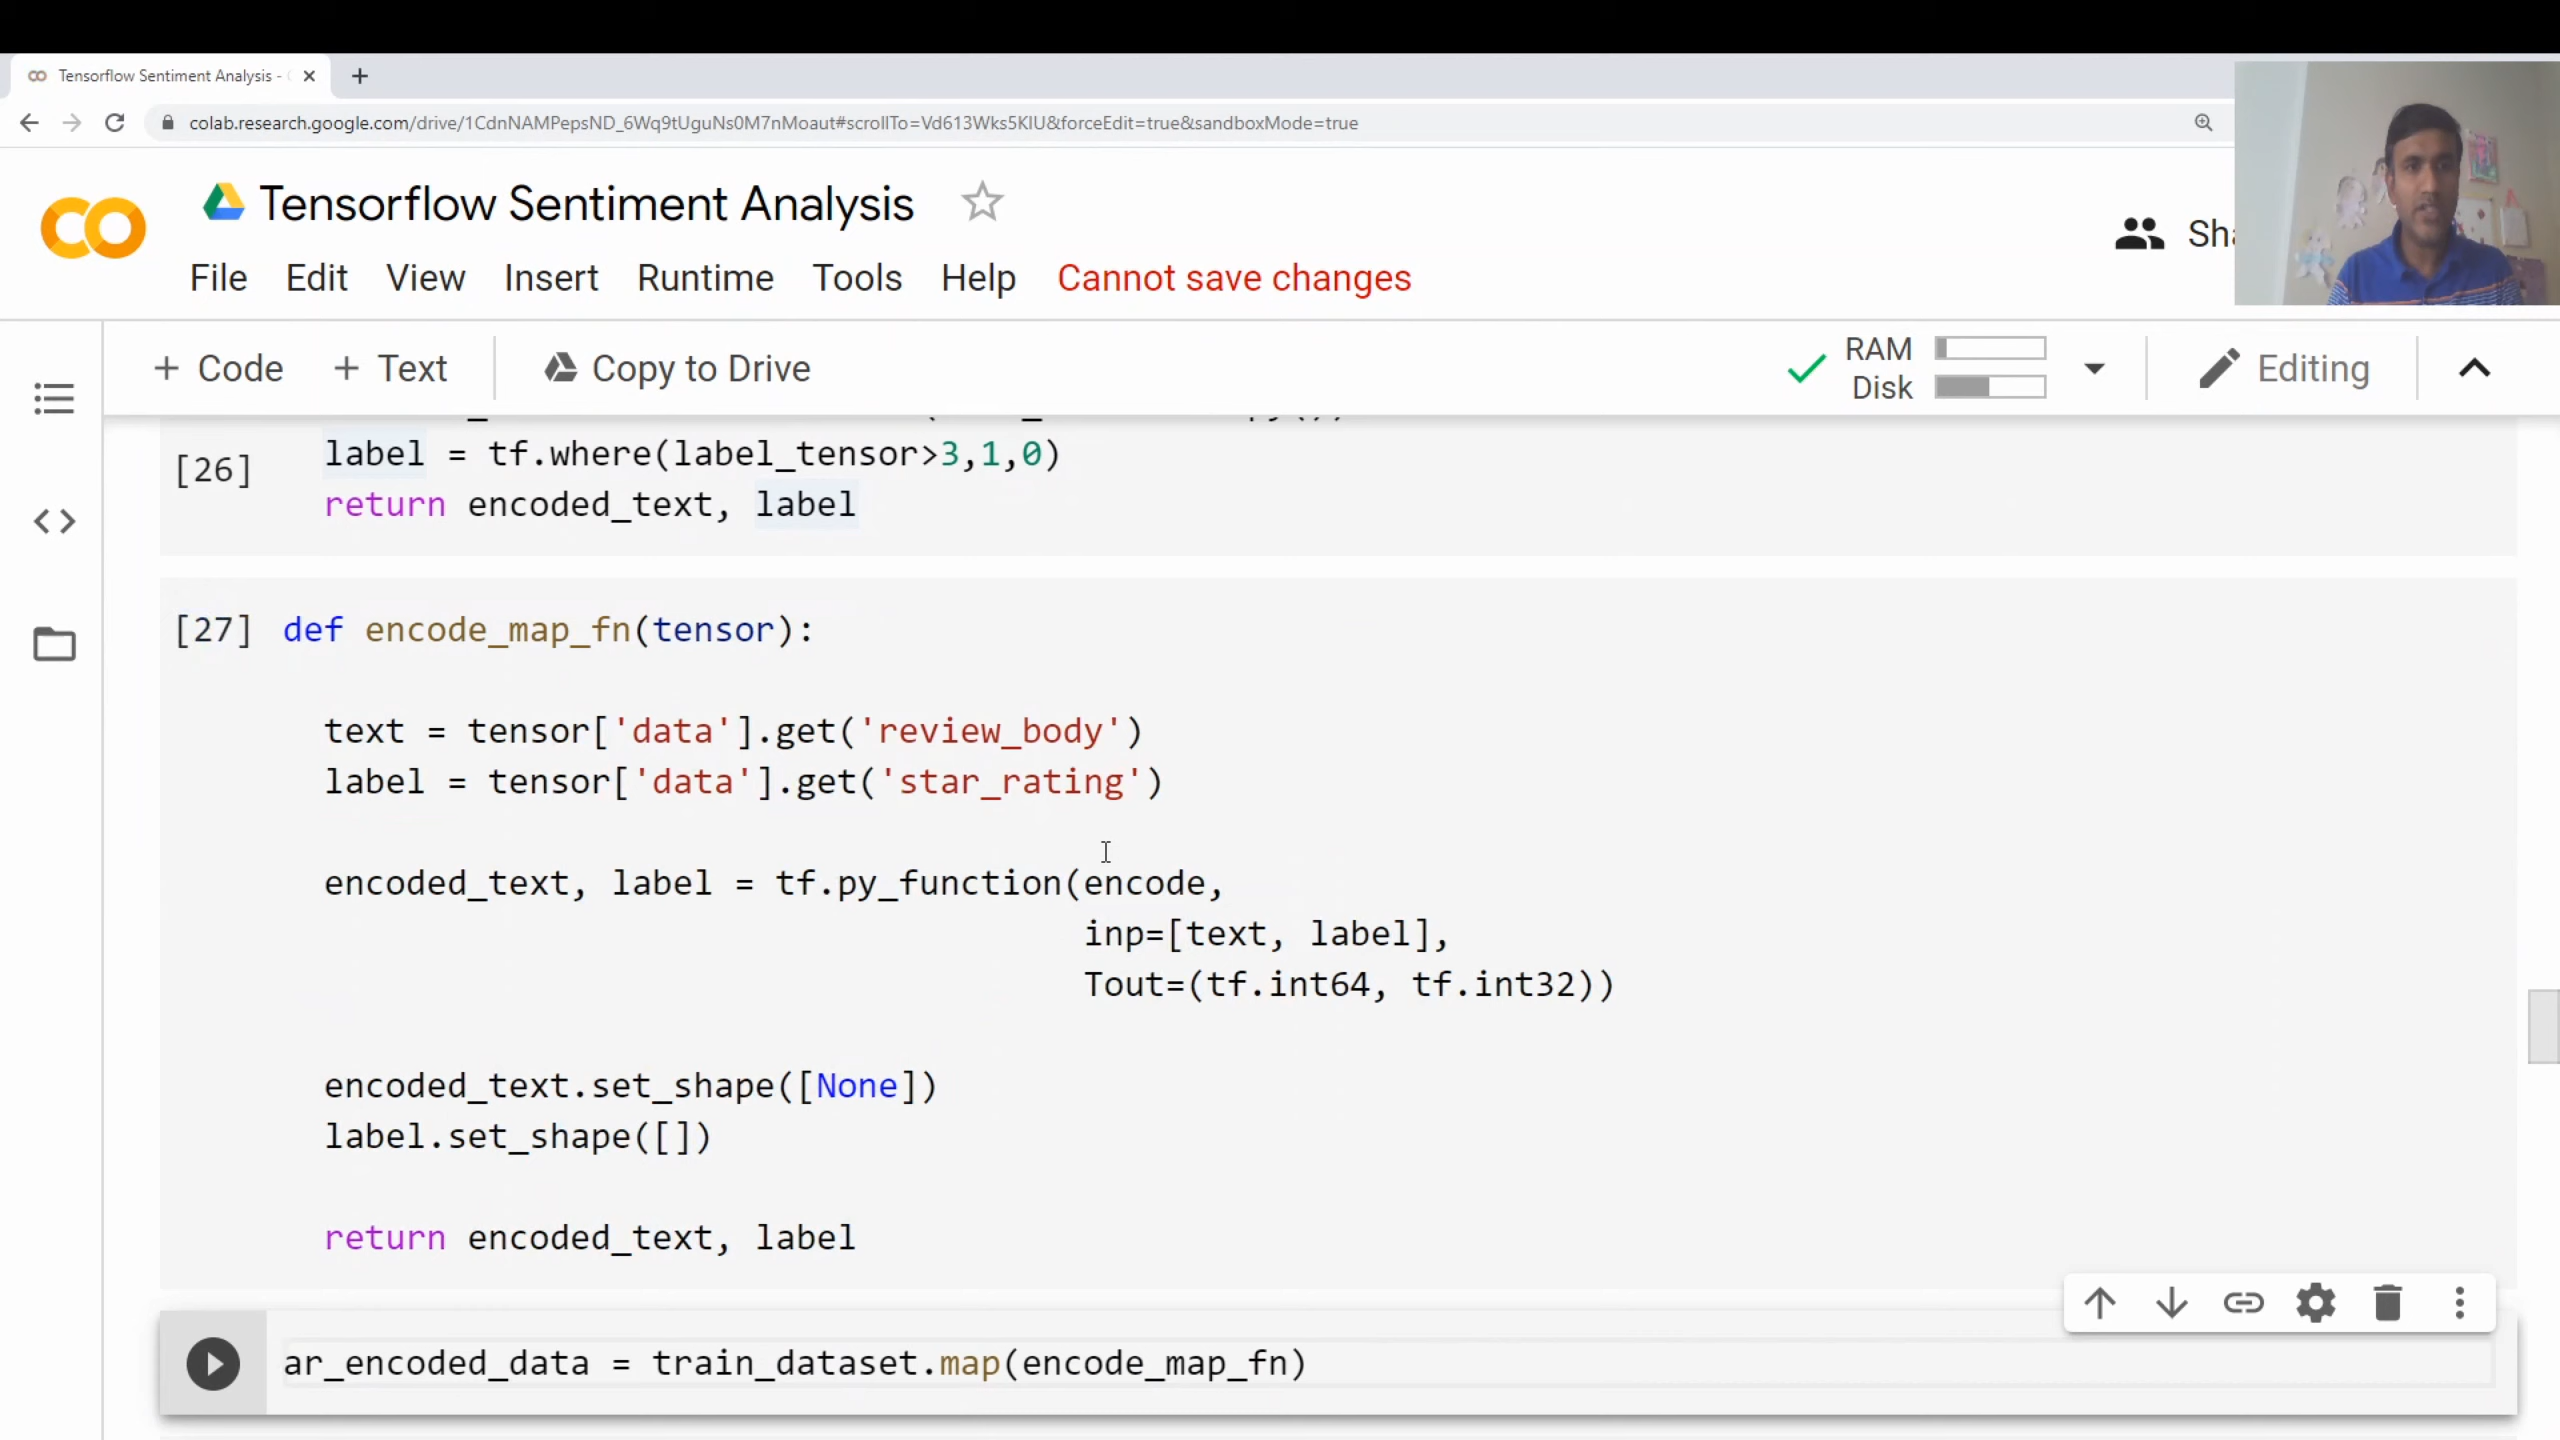 Tensorflow Sentiment Analysis -
colab.research.google.com/drive/1CdnNAMPepsND_6Wq9tUguNs0M7nMoaut#scrollTo=Vd613Wks5KlU&forceEdit=true&sandboxMode=true
CO Tensorflow Sentiment Analysis
File Edit View Insert Runtime Tools Help Cannot save changes
+ Code + Text Copy to Drive
RAM
Disk
Editing
[26]
label = tf.where(label_tensor>3,1,0)
return encoded_text, label
[27] def encode_map_fn(tensor):
text = tensor['data'].get('review_body')
label = tensor['data'].get('star_rating')
encoded_text, label = tf.py_function(encode,
inp=[text, label],
Tout=(tf.int64, tf.int32))
encoded_text.set_shape([None])
label.set_shape([])
return encoded_text, label
ar_encoded_data = train_dataset.map(encode_map_fn)